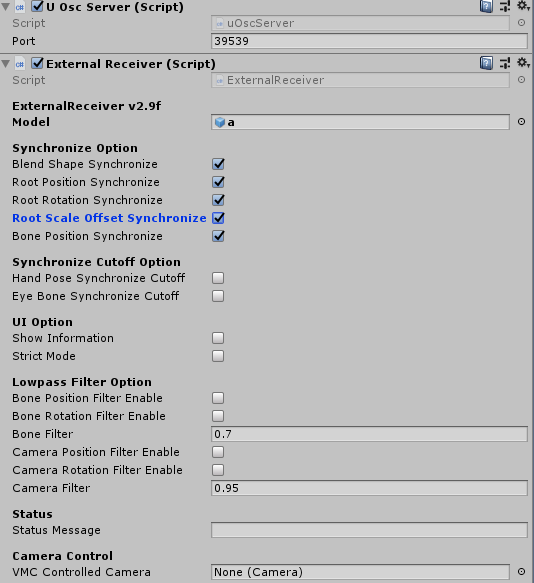 U Osc Server (Script)
Script uOscServer
Port 39539
External Receiver (Script)
Script ExternalReceiver
ExternalReceiver v2.9f
Model a
Synchronize Option
Blend Shape Synchronize
Root Position Synchronize
Root Rotation Synchronize
Root Scale Offset Synchronize
Bone Position Synchronize
Synchronize Cutoff Option
Hand Pose Synchronize Cutoff
Eye Bone Synchronize Cutoff
UI Option
Show Information
Strict Mode
Lowpass Filter Option
Bone Position Filter Enable
Bone Rotation Filter Enable
Bone Filter 0.7
Camera Position Filter Enable
Camera Rotation Filter Enable
Camera Filter 0.95
Status
Status Message
Camera Control
VMC Controlled Camera None (Camera)